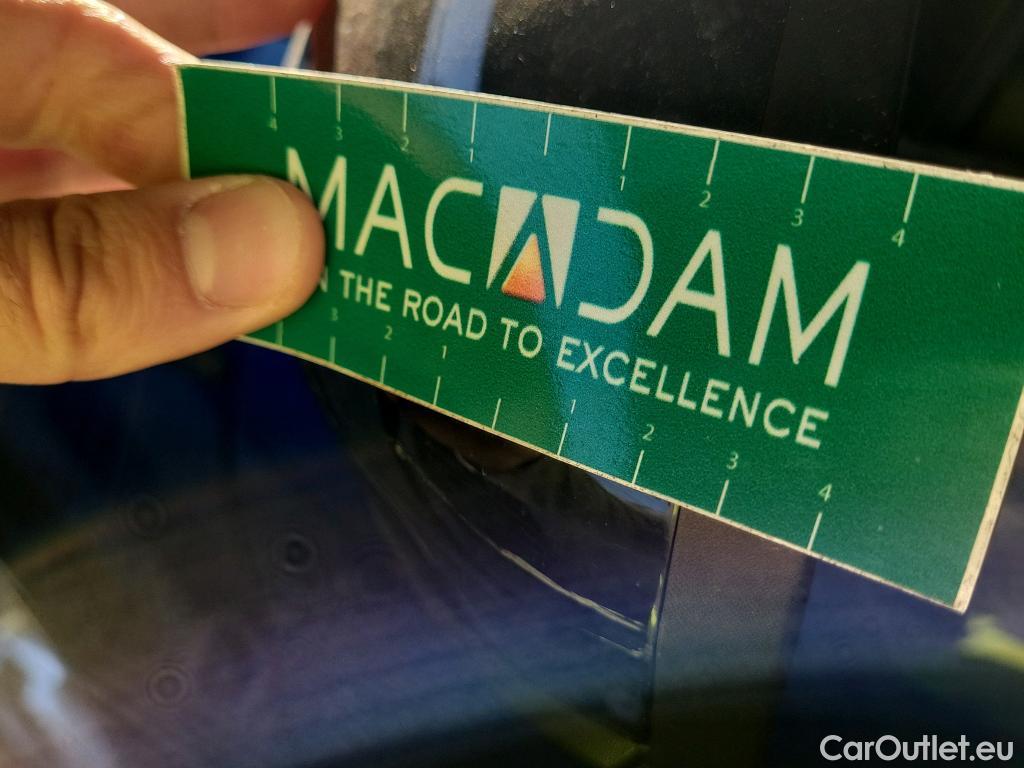 4 3 2 1 2 3 4
MACADAM
THE ROAD TO EXCELLENCE
3 2 1 1 2 3 4
CarOutlet.eu